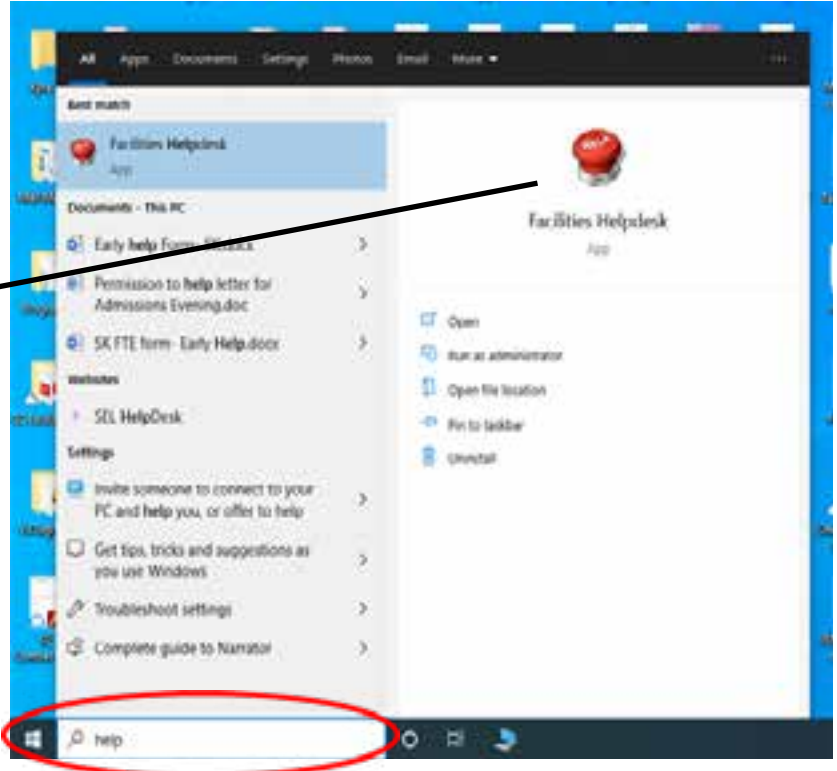 All Apps Documents Settings Photos Email More
Best match
Facilities Helpdesk
App
Documents - This PC
Early help Form-
Permission to help letter for
Admissions Evening.doc
SK FTE form- Early Help.docx
Websites
SIL HelpDesk
Settings
Invite someone to connect to your
PC and help you, or offer to help
Get tips, tricks and suggestions as
you use Windows
Troubleshoot settings
Complete guide to Narrator
help
Facilities Helpdesk
App
Open
Run as administrator
Open file location
Pin to taskbar
Uninstall